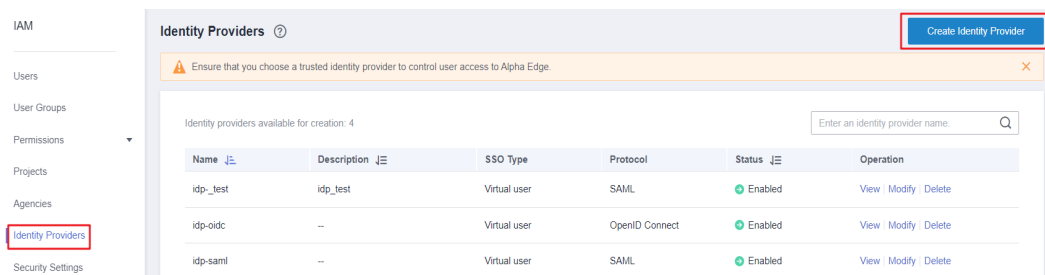 IAM
Identity Providers
Create Identity Provider
Ensure that you choose a trusted identity provider to control user access to Alpha Edge.
Users
User Groups
Permissions
Projects
Agencies
Identity Providers
Security Settings
Identity providers available for creation: 4
Enter an identity provider name.
Name Description SSO Type Protocol Status Operation
idp-_test idp_test Virtual user SAML Enabled View | Modify | Delete
idp-oidc -- Virtual user OpenID Connect Enabled View | Modify | Delete
idp-saml -- Virtual user SAML Enabled View | Modify | Delete